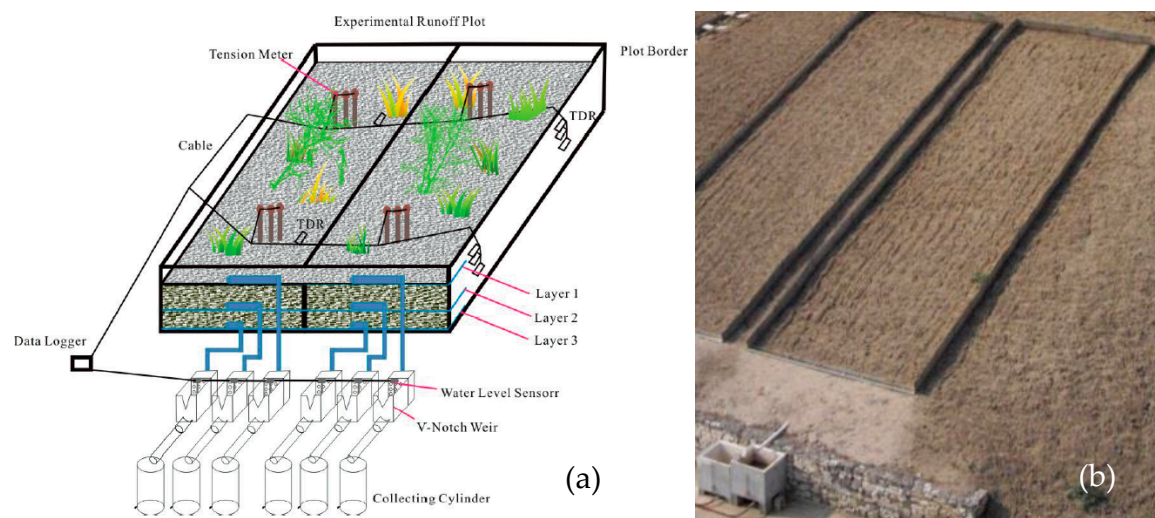 Experimental Runoff Plot
Tension Meter
Plot Border
TDR
Cable
TDR
Layer 1
Layer 2
Data Logger
Layer 3
Water Level Sensorr
V-Notch Weir
Collecting Cylinder
(a)
(b)